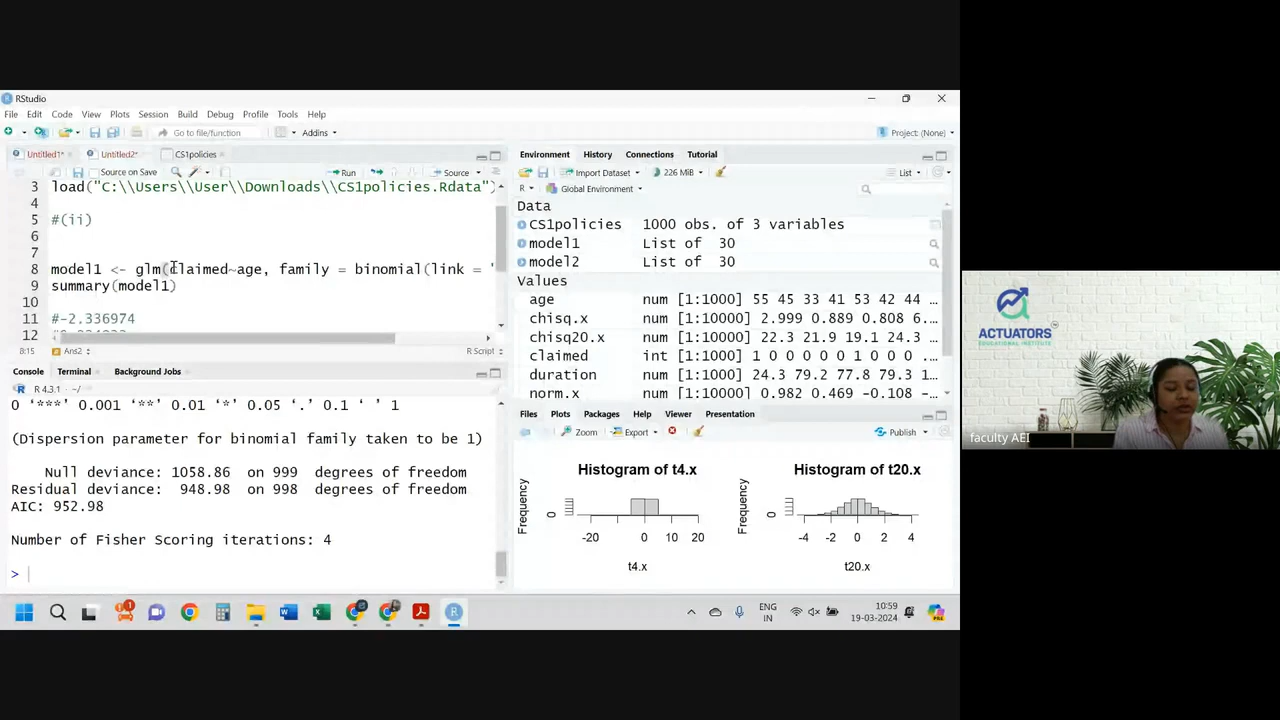 RStudio
File Edit Code View Plots Session Build Debug Profile Tools Help
Go to file/function Addins Project: (None)
Untitled1* Untitled2* CS1policies
Source on Save Run Source
3 load("C:\\Users\\User\\Downloads\\CS1policies.Rdata")
4
5 #(ii)
6
7
8 model1 <- glm(claimed~age, family = binomial(link = "
9 summary(model1)
10
11 #-2.336974
12
8:15 Ans2 R Script
Console Terminal Background Jobs
R 4.3.1 · ~/
0 ‘***’ 0.001 ‘**’ 0.01 ‘*’ 0.05 ‘.’ 0.1 ‘ ’ 1
(Dispersion parameter for binomial family taken to be 1)
Null deviance: 1058.86 on 999 degrees of freedom
Residual deviance: 948.98 on 998 degrees of freedom
AIC: 952.98
Number of Fisher Scoring iterations: 4
>
Environment History Connections Tutorial
Import Dataset 226 MiB List
R Global Environment
Data
CS1policies 1000 obs. of 3 variables
model1 List of 30
model2 List of 30
Values
age num [1:1000] 55 45 33 41 53 42 44 …
chisq.x num [1:1000] 2.999 0.889 0.808 6.…
chisq20.x num [1:1000] 22.3 21.9 19.1 24.3 …
claimed int [1:1000] 1 0 0 0 0 1 0 0 0 ...
duration num [1:1000] 24.3 79.2 77.8 79.3 1…
norm.x num [1:1000] 0.982 0.469 -0.108 -…
Files Plots Packages Help Viewer Presentation
Zoom Export Publish
Histogram of t4.x
Frequency
0
-20 0 10 20
t4.x
Histogram of t20.x
Frequency
0
-4 -2 0 2 4
t20.x
ENG
IN
10:59
19-03-2024
ACTUATORS
EDUCATIONAL INSTITUTE
faculty AEI